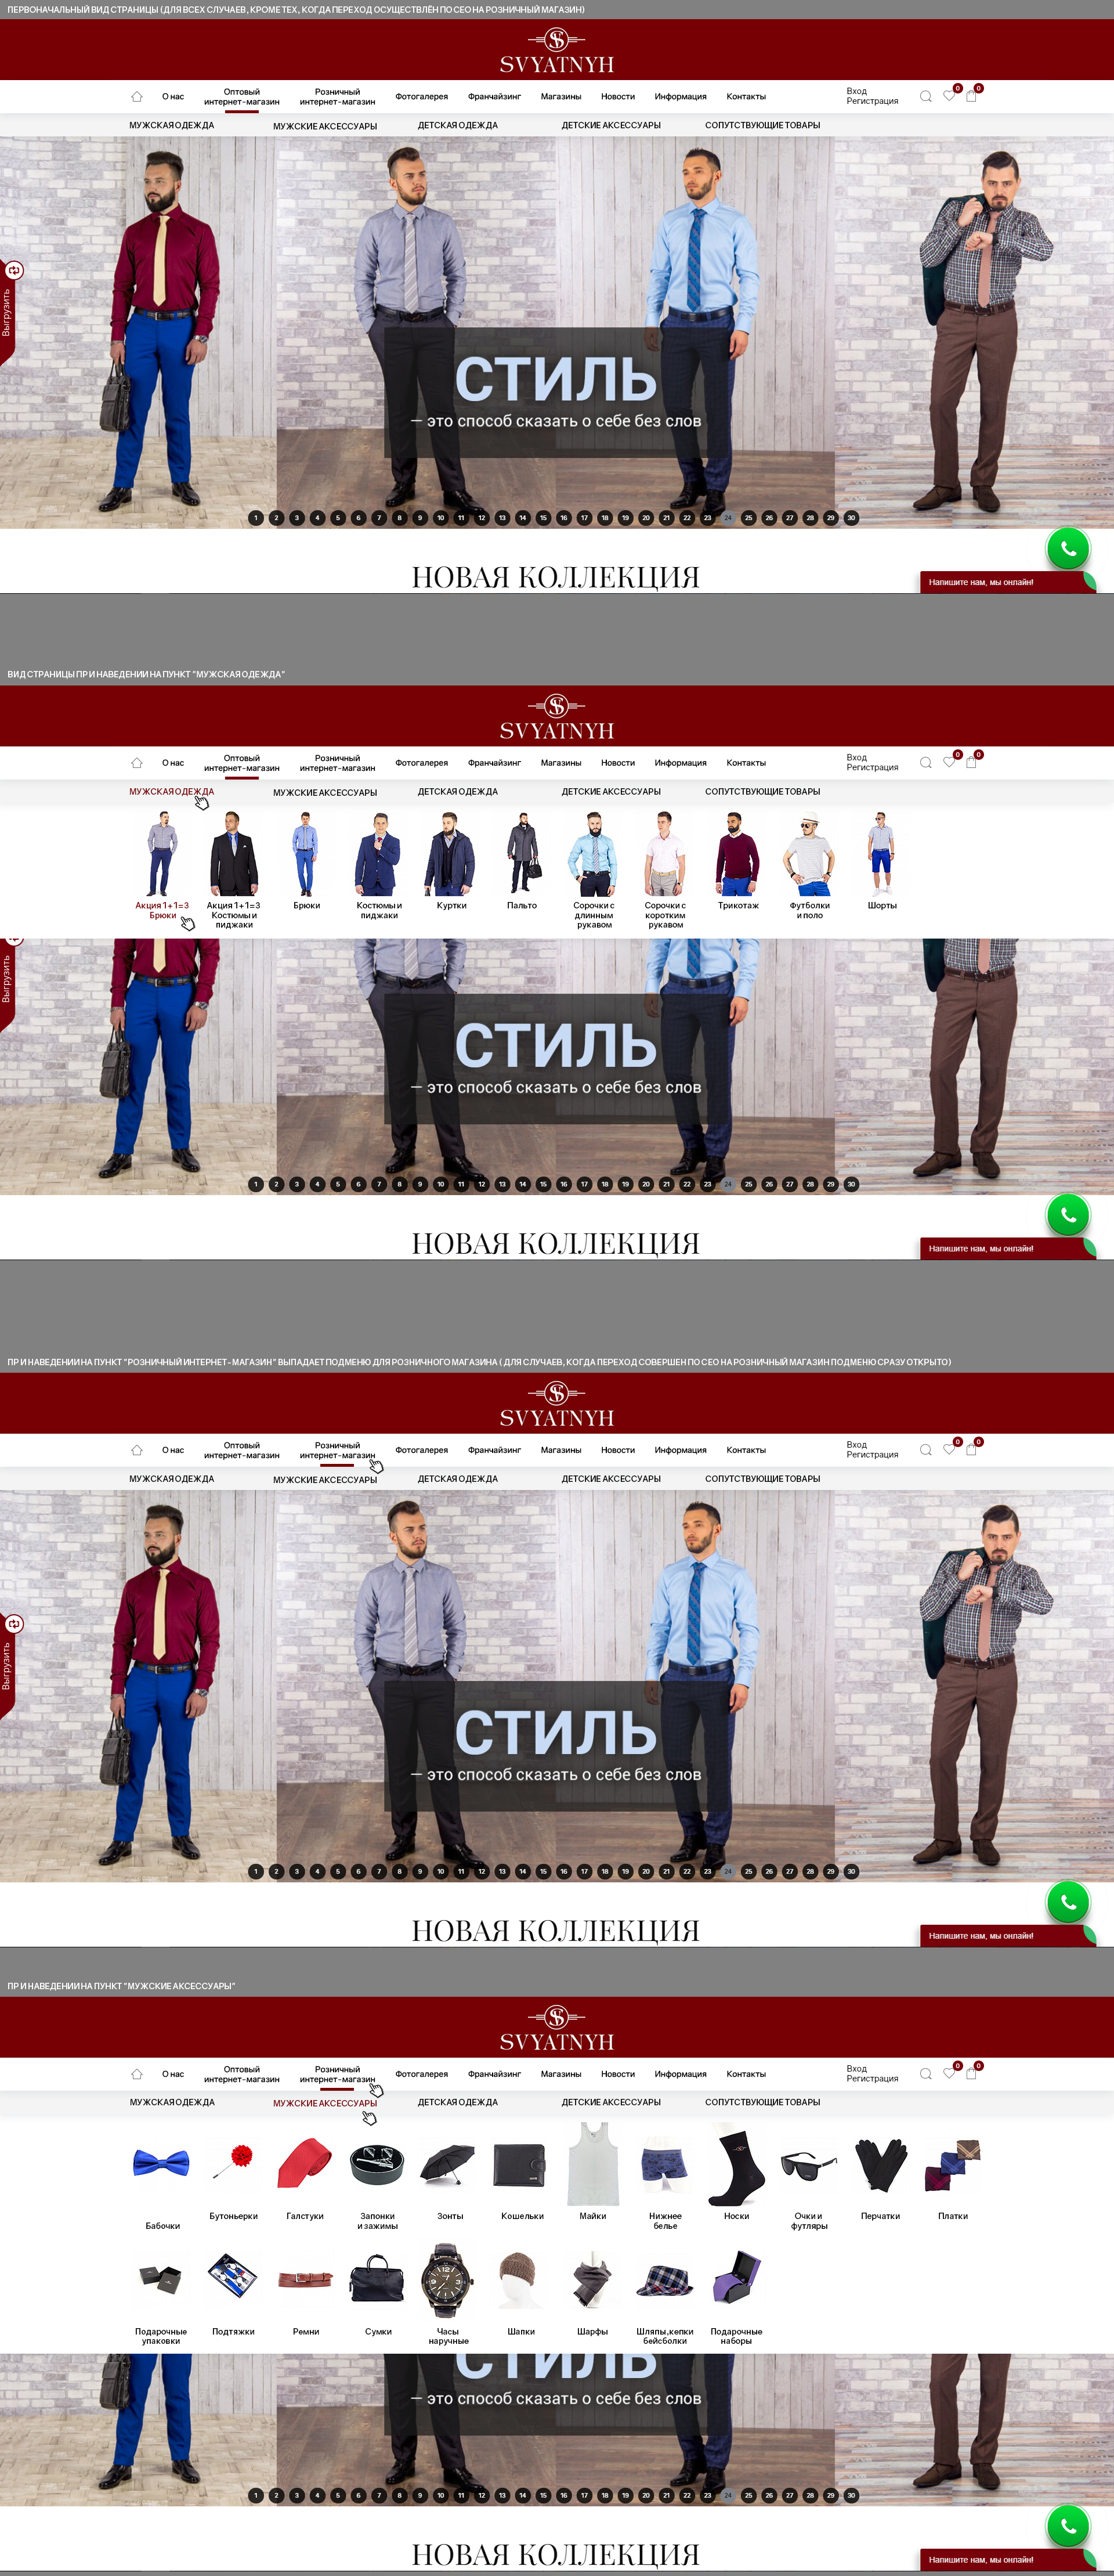 ПЕРВОНАЧАЛЬНЫЙ ВИД СТРАНИЦЫ (ДЛЯ ВСЕХ СЛУЧАЕВ, КРОМЕ ТЕХ, КОГДА ПЕРЕХОД ОСУЩЕСТВЛЁН ПО СЕО НА РОЗНИЧНЫЙ МАГАЗИН)
SVYATNYH
О нас
Оптовый
интернет-магазин
Розничный
интернет-магазин
Фотогалерея
Франчайзинг
Магазины
Новости
Информация
Контакты
Вход
Регистрация
0
0
МУЖСКАЯ ОДЕЖДА
МУЖСКИЕ АКСЕССУАРЫ
ДЕТСКАЯ ОДЕЖДА
ДЕТСКИЕ АКСЕССУАРЫ
СОПУТСТВУЮЩИЕ ТОВАРЫ
Выгрузить
СТИЛЬ
– это способ сказать о себе без слов
1 2 3 4 5 6 7 8 9 10 11 12 13 14 15 16 17 18 19 20 21 22 23 24 25 26 27 28 29 30
НОВАЯ КОЛЛЕКЦИЯ
Напишите нам, мы онлайн!
ВИД СТРАНИЦЫ ПРИ НАВЕДЕНИИ НА ПУНКТ "МУЖСКАЯ ОДЕЖДА"
SVYATNYH
О нас
Оптовый
интернет-магазин
Розничный
интернет-магазин
Фотогалерея
Франчайзинг
Магазины
Новости
Информация
Контакты
Вход
Регистрация
0
0
МУЖСКАЯ ОДЕЖДА
МУЖСКИЕ АКСЕССУАРЫ
ДЕТСКАЯ ОДЕЖДА
ДЕТСКИЕ АКСЕССУАРЫ
СОПУТСТВУЮЩИЕ ТОВАРЫ
Акция 1+1=3
Брюки
Акция 1+1=3
Костюмы и
пиджаки
Брюки
Костюмы и
пиджаки
Куртки
Пальто
Сорочки с
длинным
рукавом
Сорочки с
коротким
рукавом
Трикотаж
Футболки
и поло
Шорты
Выгрузить
СТИЛЬ
– это способ сказать о себе без слов
1 2 3 4 5 6 7 8 9 10 11 12 13 14 15 16 17 18 19 20 21 22 23 24 25 26 27 28 29 30
НОВАЯ КОЛЛЕКЦИЯ
Напишите нам, мы онлайн!
ПРИ НАВЕДЕНИИ НА ПУНКТ "РОЗНИЧНЫЙ ИНТЕРНЕТ-МАГАЗИН" ВЫПАДАЕТ ПОДМЕНЮ ДЛЯ РОЗНИЧНОГО МАГАЗИНА ( ДЛЯ СЛУЧАЕВ, КОГДА ПЕРЕХОД СОВЕРШЕН ПО СЕО НА РОЗНИЧНЫЙ МАГАЗИН ПОДМЕНЮ СРАЗУ ОТКРЫТО)
SVYATNYH
О нас
Оптовый
интернет-магазин
Розничный
интернет-магазин
Фотогалерея
Франчайзинг
Магазины
Новости
Информация
Контакты
Вход
Регистрация
0
0
МУЖСКАЯ ОДЕЖДА
МУЖСКИЕ АКСЕССУАРЫ
ДЕТСКАЯ ОДЕЖДА
ДЕТСКИЕ АКСЕССУАРЫ
СОПУТСТВУЮЩИЕ ТОВАРЫ
Выгрузить
СТИЛЬ
– это способ сказать о себе без слов
1 2 3 4 5 6 7 8 9 10 11 12 13 14 15 16 17 18 19 20 21 22 23 24 25 26 27 28 29 30
НОВАЯ КОЛЛЕКЦИЯ
Напишите нам, мы онлайн!
ПРИ НАВЕДЕНИИ НА ПУНКТ "МУЖСКИЕ АКСЕССУАРЫ"
SVYATNYH
О нас
Оптовый
интернет-магазин
Розничный
интернет-магазин
Фотогалерея
Франчайзинг
Магазины
Новости
Информация
Контакты
Вход
Регистрация
0
0
МУЖСКАЯ ОДЕЖДА
МУЖСКИЕ АКСЕССУАРЫ
ДЕТСКАЯ ОДЕЖДА
ДЕТСКИЕ АКСЕССУАРЫ
СОПУТСТВУЮЩИЕ ТОВАРЫ
Бабочки
Бутоньерки
Галстуки
Запонки
и зажимы
Зонты
Кошельки
Майки
Нижнее
белье
Носки
Очки и
футляры
Перчатки
Платки
Подарочные
упаковки
Подтяжки
Ремни
Сумки
Часы
наручные
Шапки
Шарфы
Шляпы,кепки
бейсболки
Подарочные
наборы
СТИЛЬ
– это способ сказать о себе без слов
1 2 3 4 5 6 7 8 9 10 11 12 13 14 15 16 17 18 19 20 21 22 23 24 25 26 27 28 29 30
НОВАЯ КОЛЛЕКЦИЯ
Напишите нам, мы онлайн!